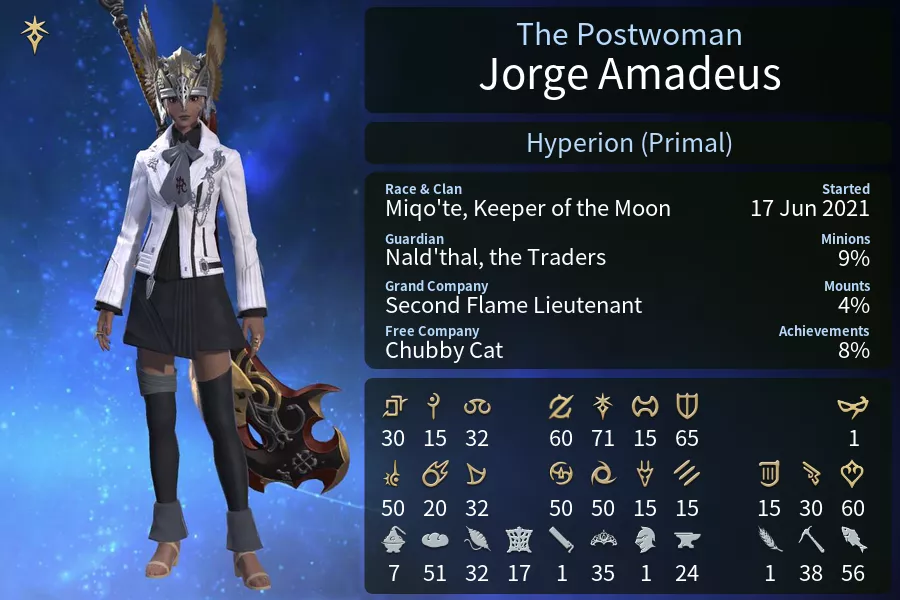 The Postwoman
Jorge Amadeus
Hyperion (Primal)
Race & Clan
Miqo'te, Keeper of the Moon
Started
17 Jun 2021
Guardian
Nald'thal, the Traders
Minions
9%
Grand Company
Second Flame Lieutenant
Mounts
4%
Free Company
Chubby Cat
Achievements
8%
30 15 32 60 71 15 65 1
50 20 32 50 50 15 15 15 30 60
7 51 32 17 1 35 1 24 1 38 56